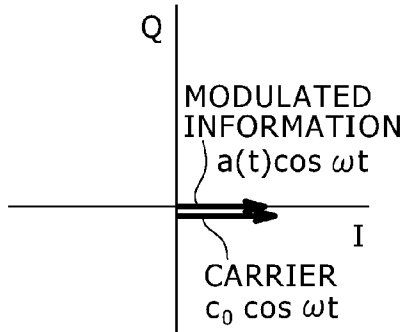 Q
MODULATED
INFORMATION
a(t)cos ωt
I
CARRIER
c₀ cos ωt